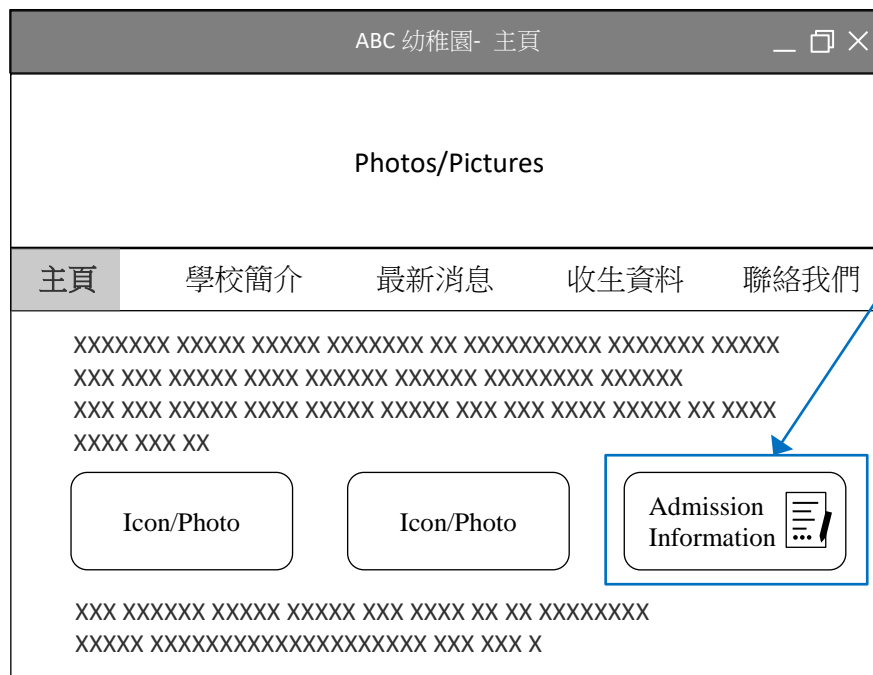 ABC 幼稚園- 主頁
Photos/Pictures
主頁 學校簡介 最新消息 收生資料 聯絡我們
XXXXXXX XXXXX XXXXX XXXXXXX XX XXXXXXXXXX XXXXXXX XXXXX
XXX XXX XXXXX XXXX XXXXXX XXXXXX XXXXXXXX XXXXXX
XXX XXX XXXXX XXXX XXXXX XXXXX XXX XXX XXXX XXXXX XX XXXX
XXXX XXX XX
Icon/Photo Icon/Photo Admission
Information
XXX XXXXXX XXXXX XXXXX XXX XXXX XX XX XXXXXXXX
XXXXX XXXXXXXXXXXXXXXXXXXX XXX XXX X